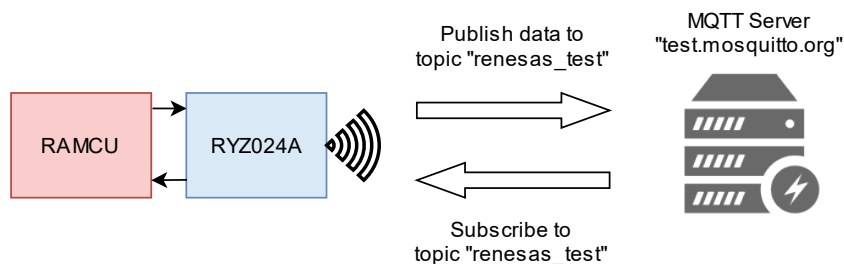 RAMCU
RYZ024A
Publish data to
topic "renesas_test"
Subscribe to
topic "renesas_test"
MQTT Server
"test.mosquitto.org"